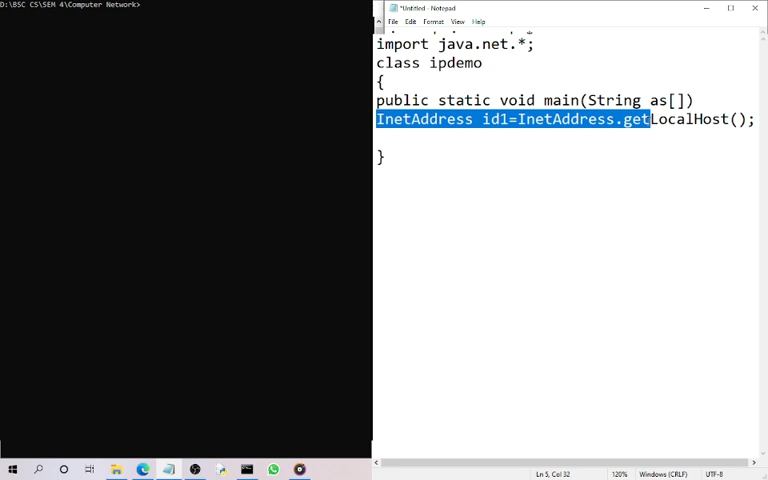 D:\BSC CS\SEM 4\Computer Network>
*Untitled - Notepad
File Edit Format View Help
import java.net.*;
class ipdemo
{
public static void main(String as[])
InetAddress id1=InetAddress.getLocalHost();
}
Ln 5, Col 32 120% Windows (CRLF) UTF-8